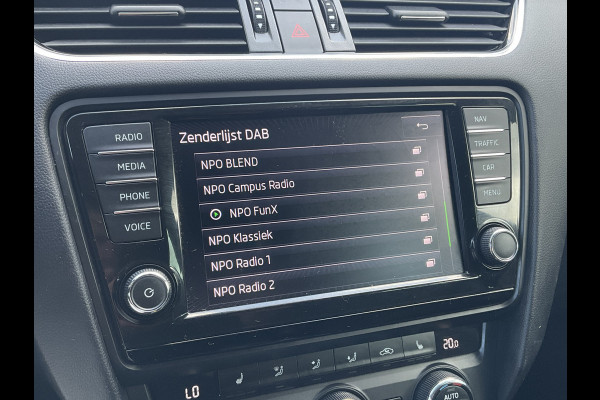 RADIO
MEDIA
PHONE
VOICE
Zenderlijst DAB
NPO BLEND
NPO Campus Radio
NPO FunX
NPO Klassiek
NPO Radio 1
NPO Radio 2
NAV
TRAFFIC
CAR
MENU
LO
20.0
AUTO